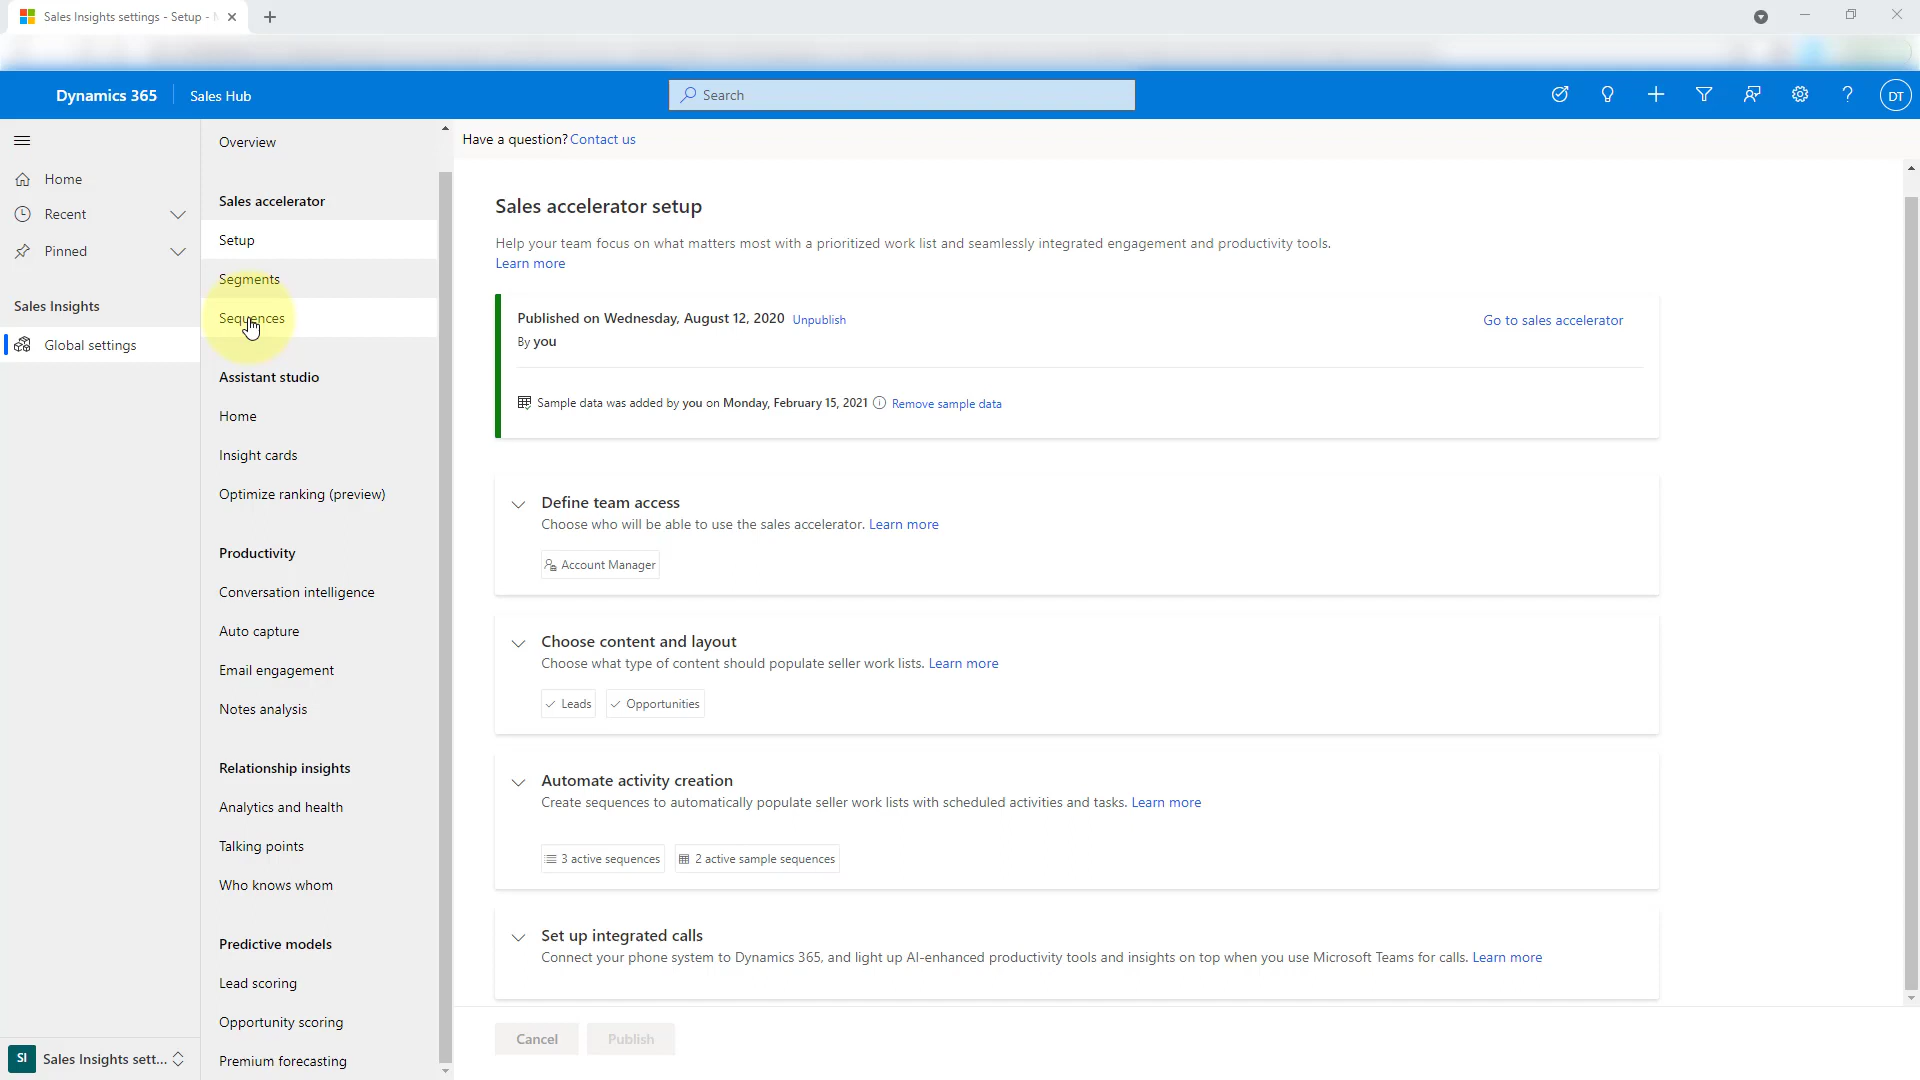 Sales Insights settings - Setup -
Dynamics 365
Sales Hub
Search
DT
Home
Recent
Pinned
Sales Insights
Global settings
SI
Sales Insights sett...
Overview
Sales accelerator
Setup
Segments
Sequences
Assistant studio
Home
Insight cards
Optimize ranking (preview)
Productivity
Conversation intelligence
Auto capture
Email engagement
Notes analysis
Relationship insights
Analytics and health
Talking points
Who knows whom
Predictive models
Lead scoring
Opportunity scoring
Premium forecasting
Have a question? Contact us
Sales accelerator setup
Help your team focus on what matters most with a prioritized work list and seamlessly integrated engagement and productivity tools.
Learn more
Published on Wednesday, August 12, 2020 Unpublish
Go to sales accelerator
By you
Sample data was added by you on Monday, February 15, 2021 Remove sample data
Define team access
Choose who will be able to use the sales accelerator. Learn more
Account Manager
Choose content and layout
Choose what type of content should populate seller work lists. Learn more
Leads
Opportunities
Automate activity creation
Create sequences to automatically populate seller work lists with scheduled activities and tasks. Learn more
3 active sequences
2 active sample sequences
Set up integrated calls
Connect your phone system to Dynamics 365, and light up AI-enhanced productivity tools and insights on top when you use Microsoft Teams for calls. Learn more
Cancel
Publish